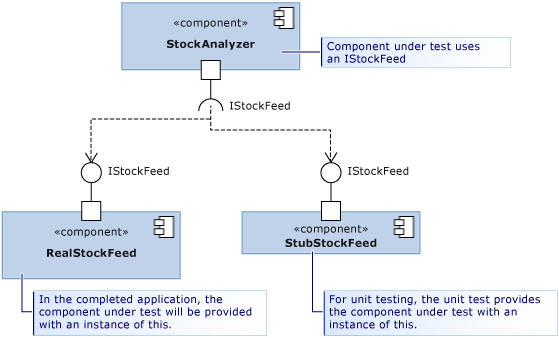 «component»
StockAnalyzer
Component under test uses
an IStockFeed
IStockFeed
IStockFeed
IStockFeed
«component»
RealStockFeed
«component»
StubStockFeed
In the completed application, the
component under test will be provided
with an instance of this.
For unit testing, the unit test provides
the component under test with an
instance of this.